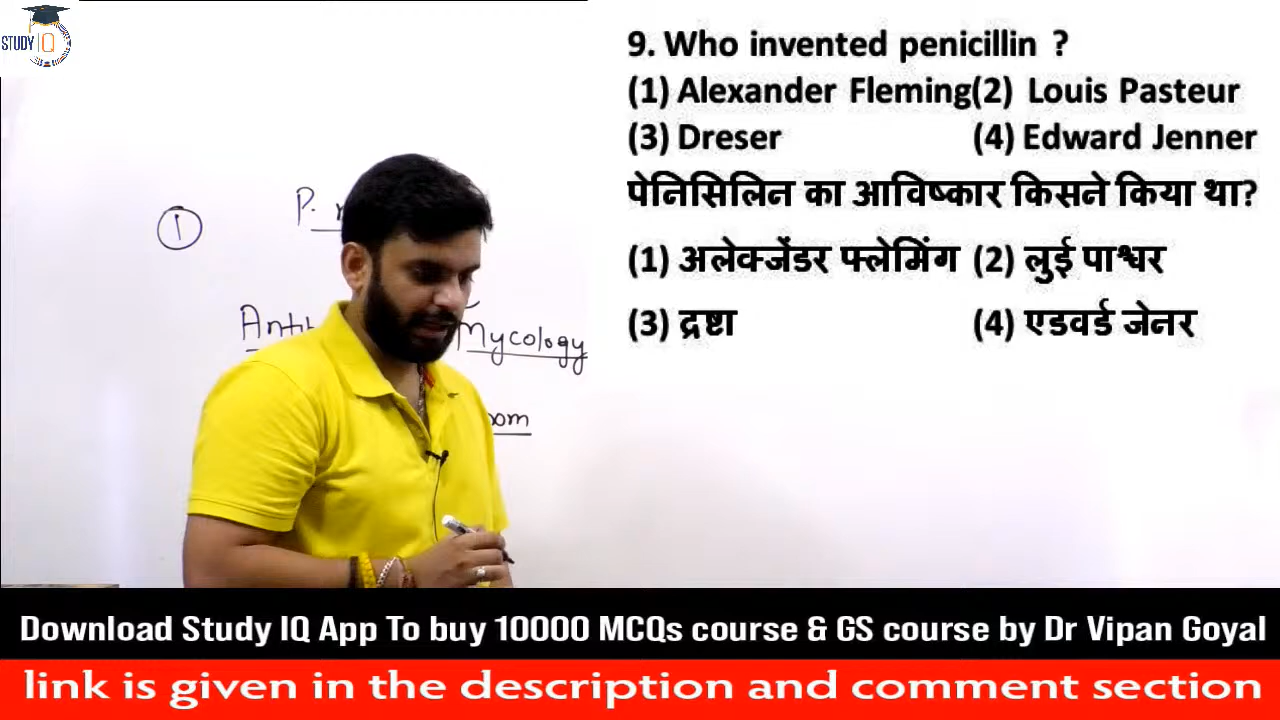 STUDY IQ
9. Who invented penicillin ?
(1) Alexander Fleming(2) Louis Pasteur
(3) Dreser (4) Edward Jenner
पेनिसिलिन का आविष्कार किसने किया था?
(1) अलेक्जेंडर फ्लेमिंग (2) लुई पाश्वर
(3) द्रष्टा (4) एडवर्ड जेनर
1 P.
Mycology
Download Study IQ App To buy 10000 MCQs course & GS course by Dr Vipan Goyal
link is given in the description and comment section